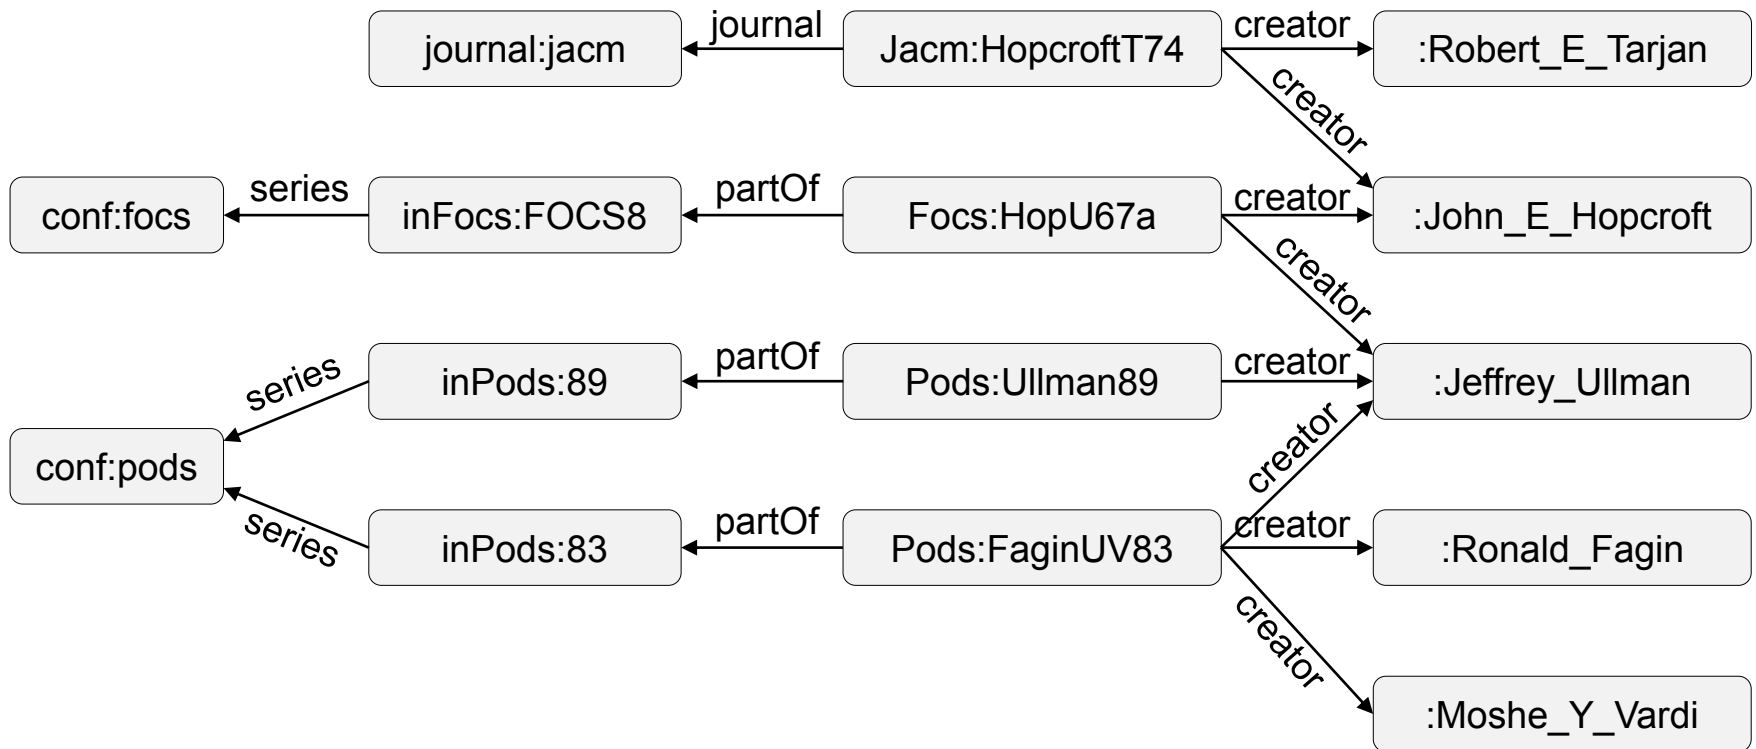 journal:jacm
journal
Jacm:HopcroftT74
creator
:Robert_E_Tarjan
creator
conf:focs
series
inFocs:FOCS8
partOf
Focs:HopU67a
creator
:John_E_Hopcroft
creator
series
inPods:89
partOf
Pods:Ullman89
creator
:Jeffrey_Ullman
creator
conf:pods
series
inPods:83
partOf
Pods:FaginUV83
creator
:Ronald_Fagin
creator
:Moshe_Y_Vardi